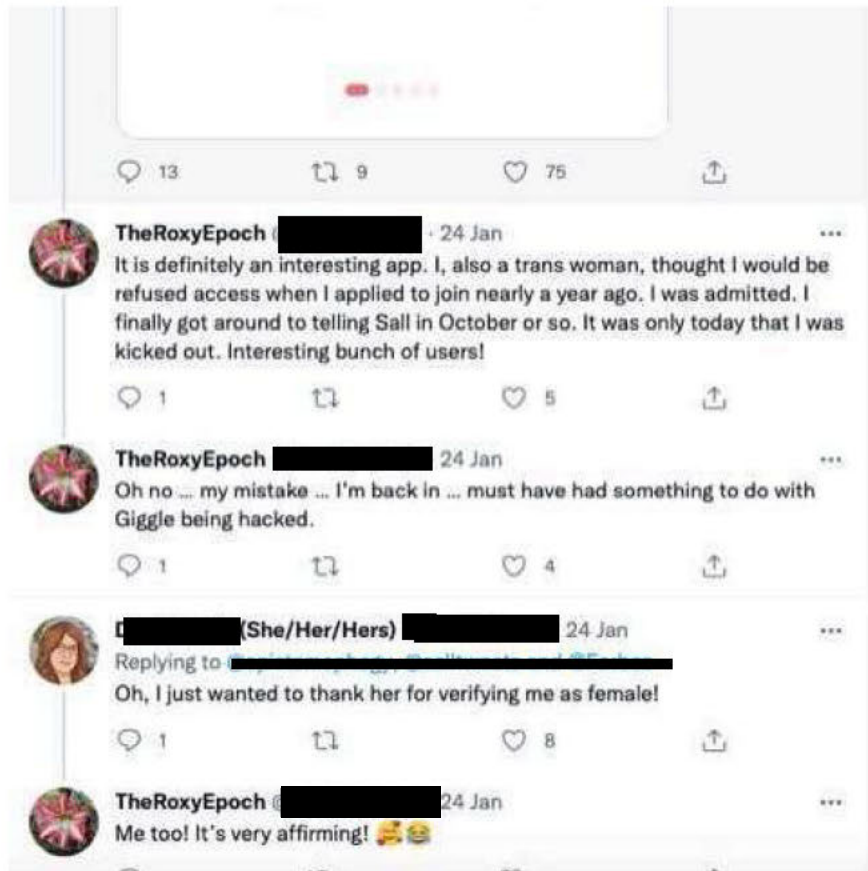 13 9 75
TheRoxyEpoch · 24 Jan
It is definitely an interesting app. I, also a trans woman, thought I would be
refused access when I applied to join nearly a year ago. I was admitted. I
finally got around to telling Sall in October or so. It was only today that I was
kicked out. Interesting bunch of users!
1 5
TheRoxyEpoch 24 Jan
Oh no ... my mistake ... I'm back in ... must have had something to do with
Giggle being hacked.
1 4
(She/Her/Hers) 24 Jan
Replying to
Oh, I just wanted to thank her for verifying me as female!
1 8
TheRoxyEpoch @ 24 Jan
Me too! It's very affirming! 🥰😂